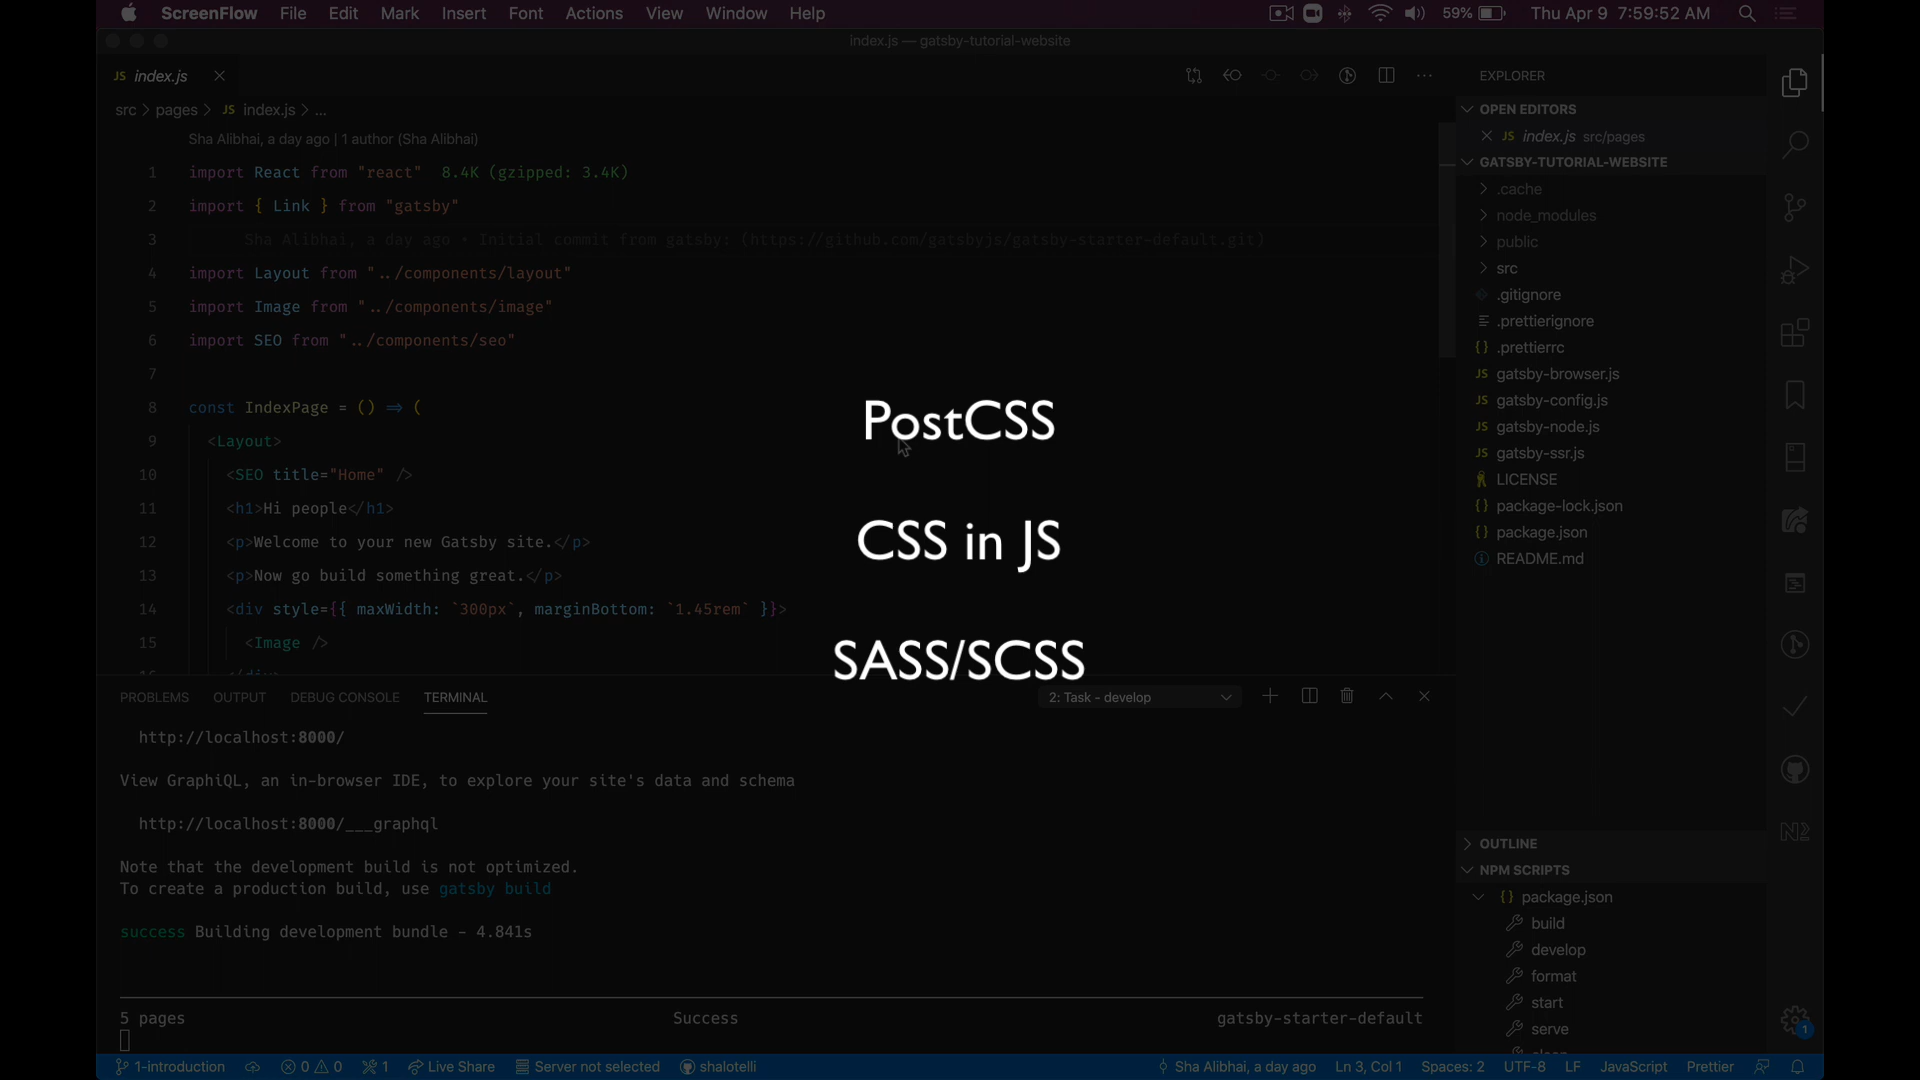 ScreenFlow File Edit Mark Insert Font Actions View Window Help 59% Thu Apr 9 7:59:52 AM
index.js — gatsby-tutorial-website
JS index.js
EXPLORER
src > pages > JS index.js > ...
OPEN EDITORS
JS index.js src/pages
GATSBY-TUTORIAL-WEBSITE
.cache
node_modules
public
src
.gitignore
.prettierignore
{} .prettierrc
JS gatsby-browser.js
JS gatsby-config.js
JS gatsby-node.js
JS gatsby-ssr.js
LICENSE
{} package-lock.json
{} package.json
README.md
Sha Alibhai, a day ago | 1 author (Sha Alibhai)
1 import React from "react" 8.4K (gzipped: 3.4K)
2 import { Link } from "gatsby"
3 Sha Alibhai, a day ago • Initial commit from gatsby: (https://github.com/gatsbyjs/gatsby-starter-default.git)
4 import Layout from "../components/layout"
5 import Image from "../components/image"
6 import SEO from "../components/seo"
7
8 const IndexPage = () => (
9 <Layout>
10 <SEO title="Home" />
11 <h1>Hi people</h1>
12 <p>Welcome to your new Gatsby site.</p>
13 <p>Now go build something great.</p>
14 <div style={{ maxWidth: `300px`, marginBottom: `1.45rem` }}>
15 <Image />
16 </div>
PostCSS
CSS in JS
SASS/SCSS
PROBLEMS OUTPUT DEBUG CONSOLE TERMINAL 2: Task - develop
http://localhost:8000/
View GraphiQL, an in-browser IDE, to explore your site's data and schema
http://localhost:8000/___graphql
Note that the development build is not optimized.
To create a production build, use gatsby build
success Building development bundle - 4.841s
5 pages Success gatsby-starter-default
OUTLINE
NPM SCRIPTS
{} package.json
build
develop
format
start
serve
clean
1
1-introduction 0 0 1 Live Share Server not selected shalotelli Sha Alibhai, a day ago Ln 3, Col 1 Spaces: 2 UTF-8 LF JavaScript Prettier